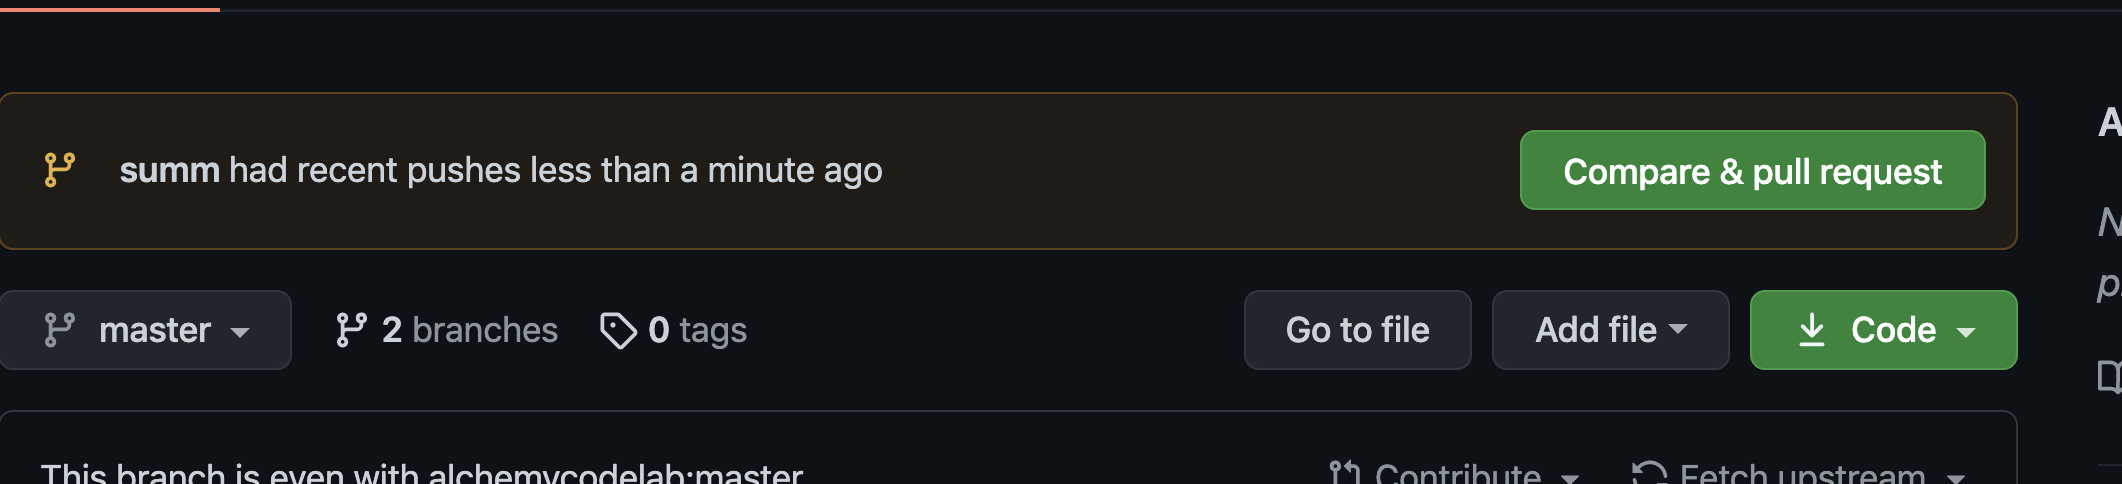 summ had recent pushes less than a minute ago
Compare & pull request
master
2 branches
0 tags
Go to file
Add file
Code
This branch is even with alchemycodelab:master
Contribute
Fetch upstream